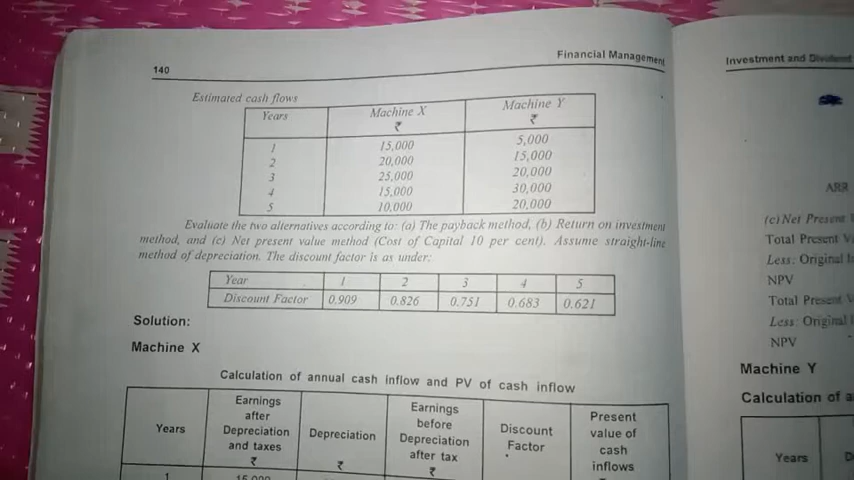 140
Financial Management
Estimated cash flows
Years Machine X Machine Y
₹ ₹
1 15,000 5,000
2 20,000 15,000
3 25,000 20,000
4 15,000 30,000
5 10,000 20,000
Evaluate the two alternatives according to: (a) The payback method, (b) Return on investment
method, and (c) Net present value method (Cost of Capital 10 per cent). Assume straight-line
method of depreciation. The discount factor is as under:
Year 1 2 3 4 5
Discount Factor 0.909 0.826 0.751 0.683 0.621
Solution:
Machine X
Calculation of annual cash inflow and PV of cash inflow
Years
Earnings
after
Depreciation
and taxes
₹
Depreciation
₹
Earnings
before
Depreciation
after tax
₹
Discount
Factor
Present
value of
cash
inflows
1 15,000
Investment and Dividend
ARR
(c) Net Present
Total Present
Less: Original
NPV
Total Present
Less: Original
NPV
Machine Y
Calculation of
Years